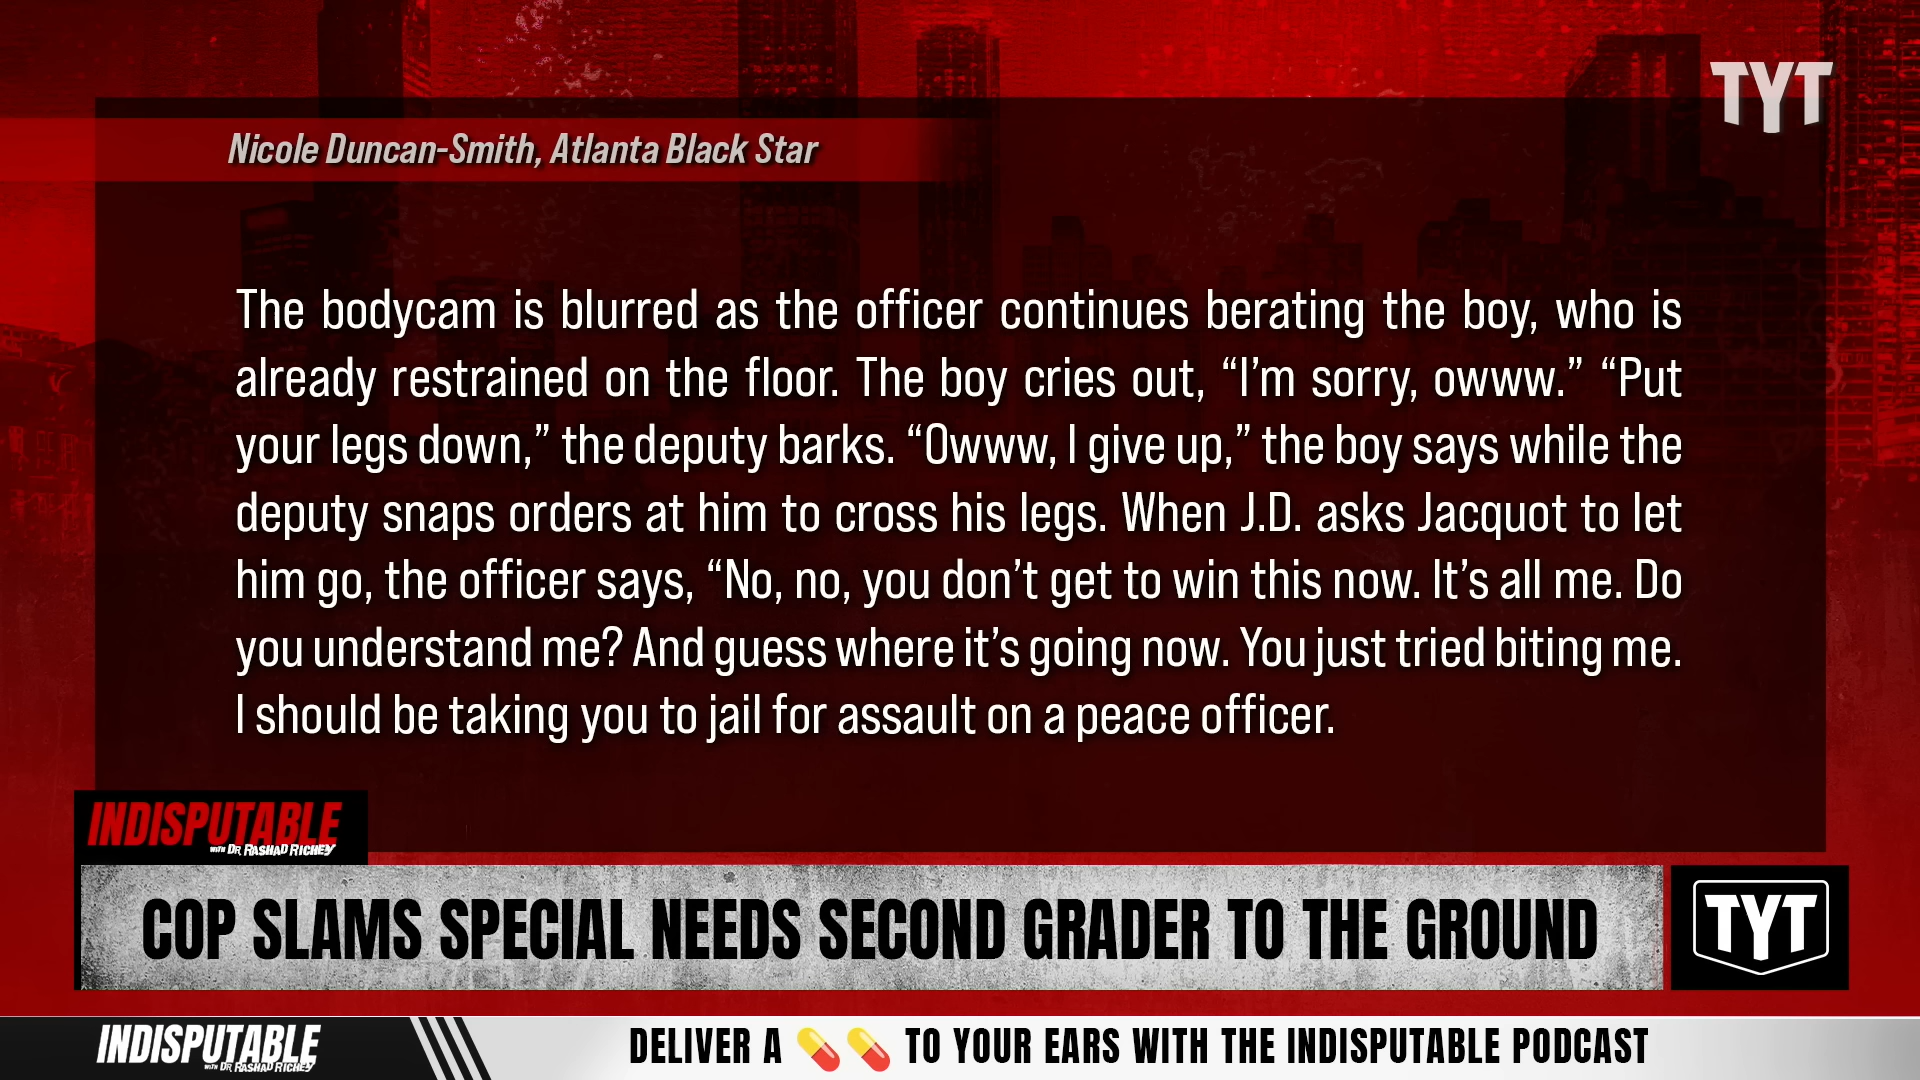 TYT
Nicole Duncan-Smith, Atlanta Black Star
The bodycam is blurred as the officer continues berating the boy, who is
already restrained on the floor. The boy cries out, “I’m sorry, owww.” “Put
your legs down,” the deputy barks. “Owww, I give up,” the boy says while the
deputy snaps orders at him to cross his legs. When J.D. asks Jacquot to let
him go, the officer says, “No, no, you don’t get to win this now. It’s all me. Do
you understand me? And guess where it’s going now. You just tried biting me.
I should be taking you to jail for assault on a peace officer.
INDISPUTABLE
WITH DR RASHAD RICHEY
COP SLAMS SPECIAL NEEDS SECOND GRADER TO THE GROUND
TYT
INDISPUTABLE
WITH DR RASHAD RICHEY
DELIVER A 💊💊 TO YOUR EARS WITH THE INDISPUTABLE PODCAST